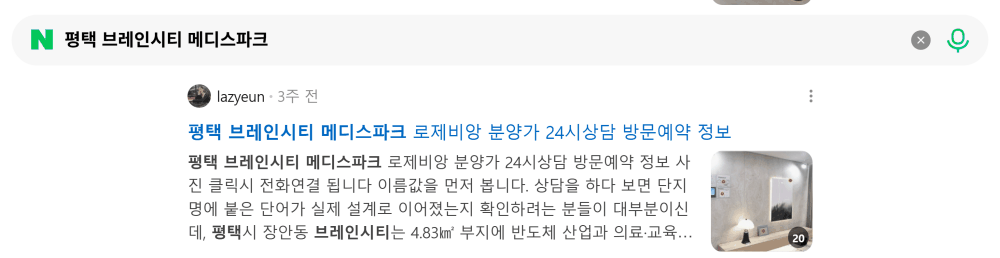 N 평택 브레인시티 메디스파크
lazyeun · 3주 전
평택 브레인시티 메디스파크 로제비앙 분양가 24시상담 방문예약 정보
평택 브레인시티 메디스파크 로제비앙 분양가 24시상담 방문예약 정보 사
진 클릭시 전화연결 됩니다 이름값을 먼저 봅니다. 상담을 하다 보면 단지
명에 붙은 단어가 실제 설계로 이어졌는지 확인하려는 분들이 대부분이신
데, 평택시 장안동 브레인시티는 4.83㎢ 부지에 반도체 산업과 의료·교육...
20